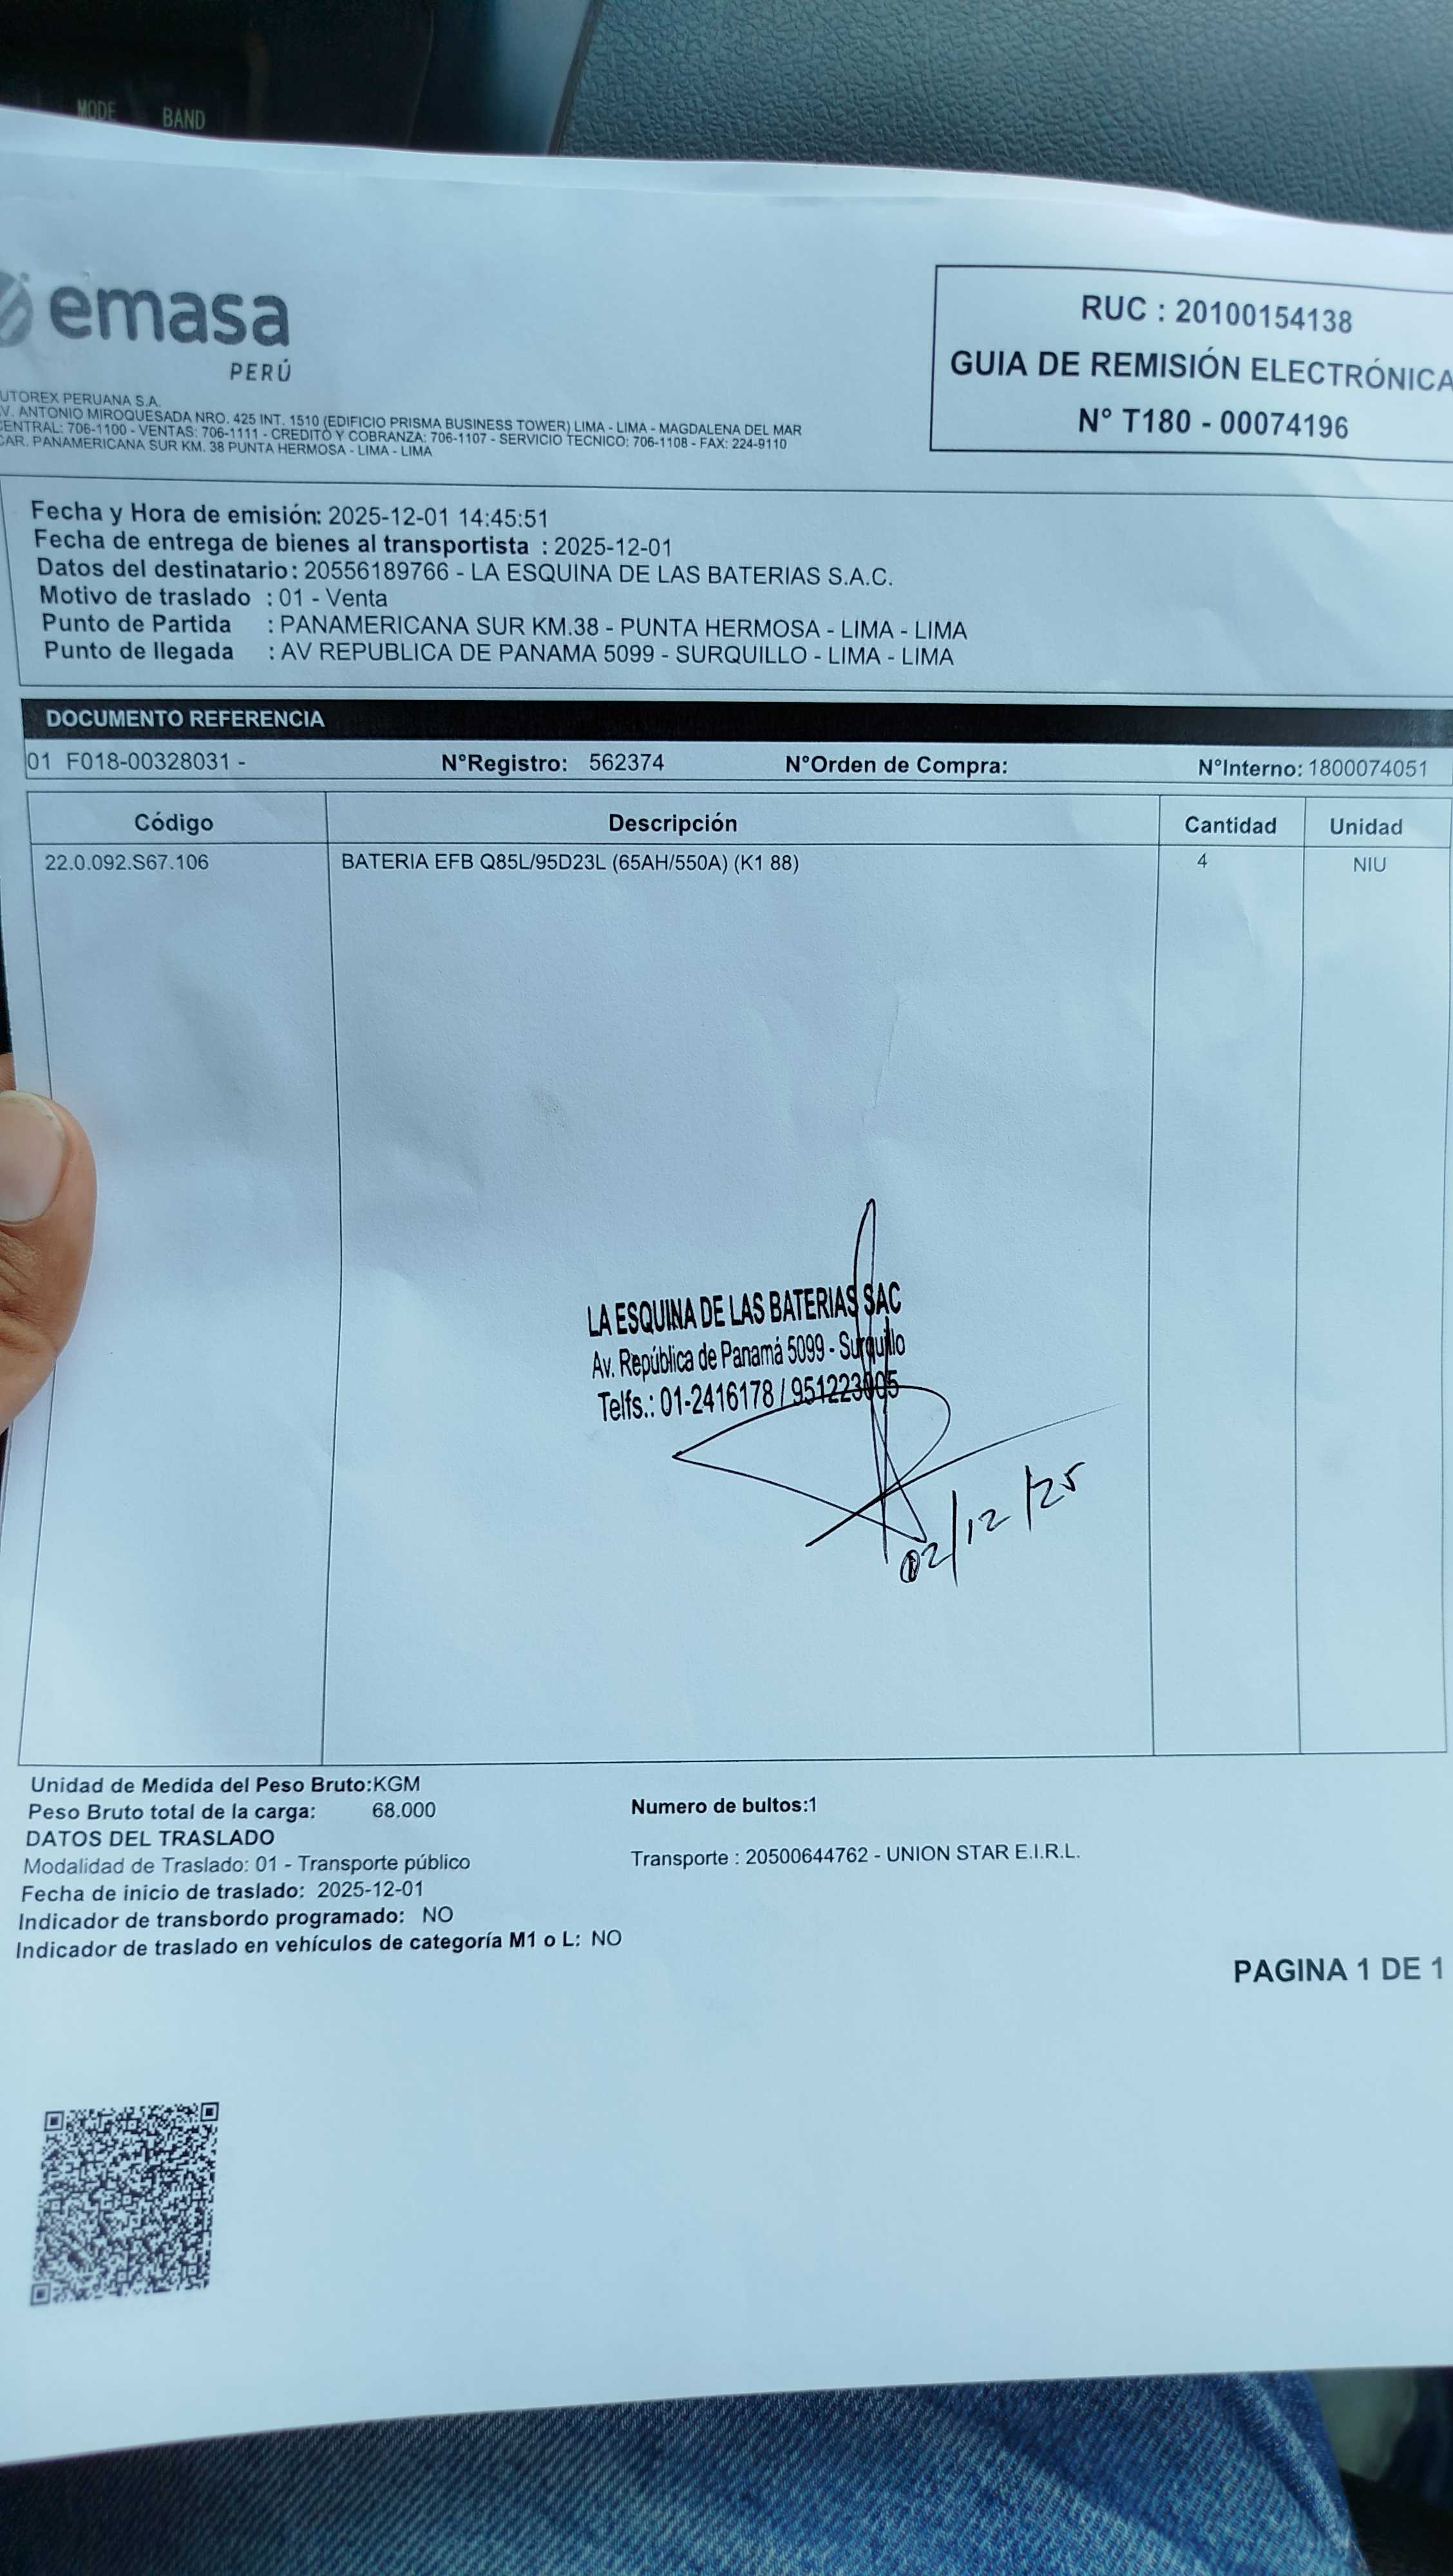 MODE BAND
emasa
PERÚ
RUC : 20100154138
GUIA DE REMISIÓN ELECTRÓNICA
N° T180 - 00074196
UTOREX PERUANA S.A.
V. ANTONIO MIROQUESADA NRO. 425 INT. 1510 (EDIFICIO PRISMA BUSINESS TOWER) LIMA - LIMA - MAGDALENA DEL MAR
CENTRAL: 706-1100 - VENTAS: 706-1111 - CREDITO Y COBRANZA: 706-1107 - SERVICIO TECNICO: 706-1108 - FAX: 224-9110
CAR. PANAMERICANA SUR KM. 38 PUNTA HERMOSA - LIMA - LIMA
Fecha y Hora de emisión: 2025-12-01 14:45:51
Fecha de entrega de bienes al transportista : 2025-12-01
Datos del destinatario : 20556189766 - LA ESQUINA DE LAS BATERIAS S.A.C.
Motivo de traslado : 01 - Venta
Punto de Partida : PANAMERICANA SUR KM.38 - PUNTA HERMOSA - LIMA - LIMA
Punto de llegada : AV REPUBLICA DE PANAMA 5099 - SURQUILLO - LIMA - LIMA
DOCUMENTO REFERENCIA
01 F018-00328031 - N°Registro: 562374 N°Orden de Compra: N°Interno: 1800074051
Código Descripción Cantidad Unidad
22.0.092.S67.106 BATERIA EFB Q85L/95D23L (65AH/550A) (K1 88) 4 NIU
LA ESQUINA DE LAS BATERIAS SAC
Av. República de Panamá 5099 - Surquillo
Telfs.: 01-2416178 / 951223005
02/12/25
Unidad de Medida del Peso Bruto:KGM
Peso Bruto total de la carga: 68.000 Numero de bultos:1
DATOS DEL TRASLADO
Modalidad de Traslado: 01 - Transporte público Transporte : 20500644762 - UNION STAR E.I.R.L.
Fecha de inicio de traslado: 2025-12-01
Indicador de transbordo programado: NO
Indicador de traslado en vehículos de categoría M1 o L: NO
PAGINA 1 DE 1